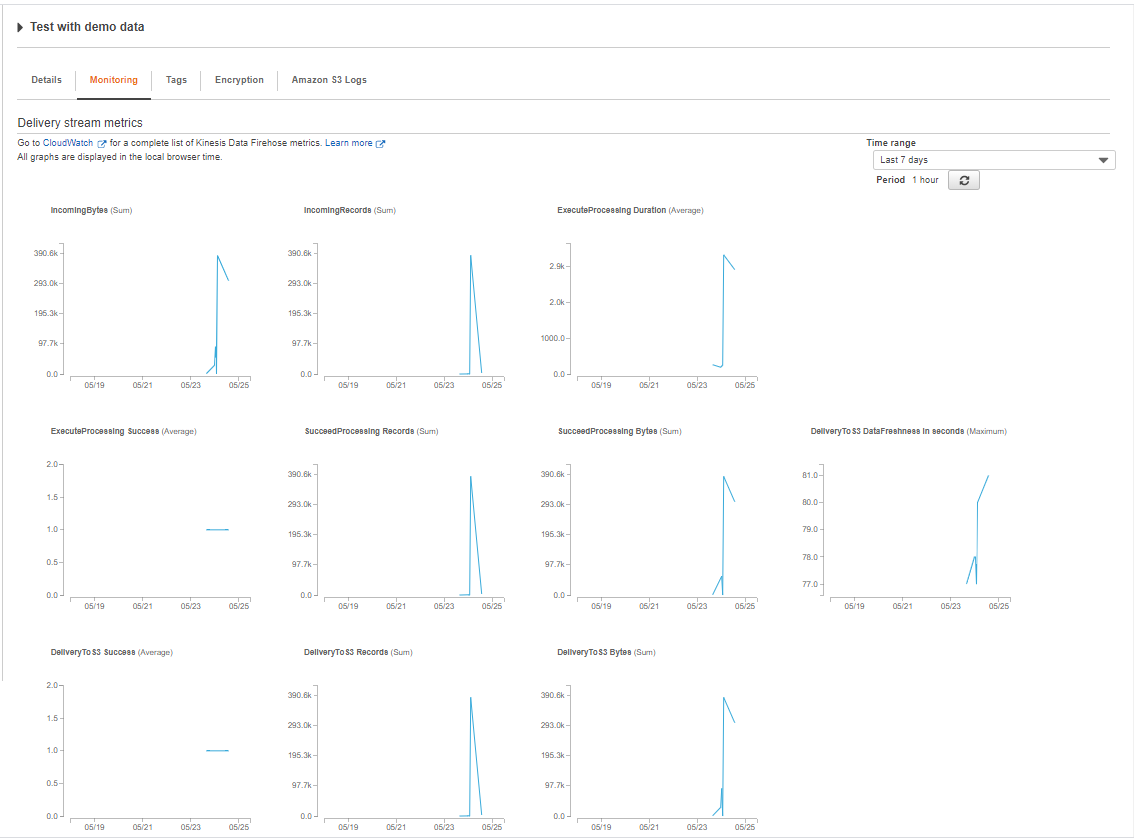 Test with demo data
Details Monitoring Tags Encryption Amazon S3 Logs
Delivery stream metrics
Go to CloudWatch for a complete list of Kinesis Data Firehose metrics. Learn more
All graphs are displayed in the local browser time.
Time range
Last 7 days
Period 1 hour
IncomingBytes (Sum)
390.6k
293.0k
195.3k
97.7k
0.0
05/19 05/21 05/23 05/25
IncomingRecords (Sum)
390.6k
293.0k
195.3k
97.7k
0.0
05/19 05/21 05/23 05/25
ExecuteProcessing Duration (Average)
2.9k
2.0k
1000.0
0.0
05/19 05/21 05/23 05/25
ExecuteProcessing Success (Average)
2.0
1.5
1.0
0.5
0.0
05/19 05/21 05/23 05/25
SucceedProcessing Records (Sum)
390.6k
293.0k
195.3k
97.7k
0.0
05/19 05/21 05/23 05/25
SucceedProcessing Bytes (Sum)
390.6k
293.0k
195.3k
97.7k
0.0
05/19 05/21 05/23 05/25
DeliveryToS3 DataFreshness in seconds (Maximum)
81.0
80.0
79.0
78.0
77.0
05/19 05/21 05/23 05/25
DeliveryToS3 Success (Average)
2.0
1.5
1.0
0.5
0.0
05/19 05/21 05/23 05/25
DeliveryToS3 Records (Sum)
390.6k
293.0k
195.3k
97.7k
0.0
05/19 05/21 05/23 05/25
DeliveryToS3 Bytes (Sum)
390.6k
293.0k
195.3k
97.7k
0.0
05/19 05/21 05/23 05/25